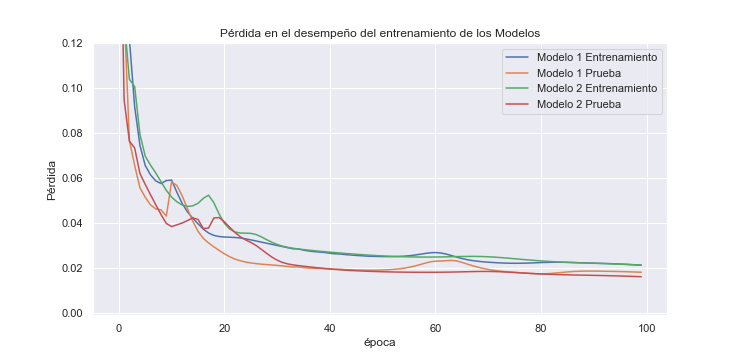 Pérdida en el desempeño del entrenamiento de los Modelos
0.12
0.10
0.08
0.06
0.04
0.02
0.00
Pérdida
Modelo 1 Entrenamiento
Modelo 1 Prueba
Modelo 2 Entrenamiento
Modelo 2 Prueba
0 20 40 60 80 100
época